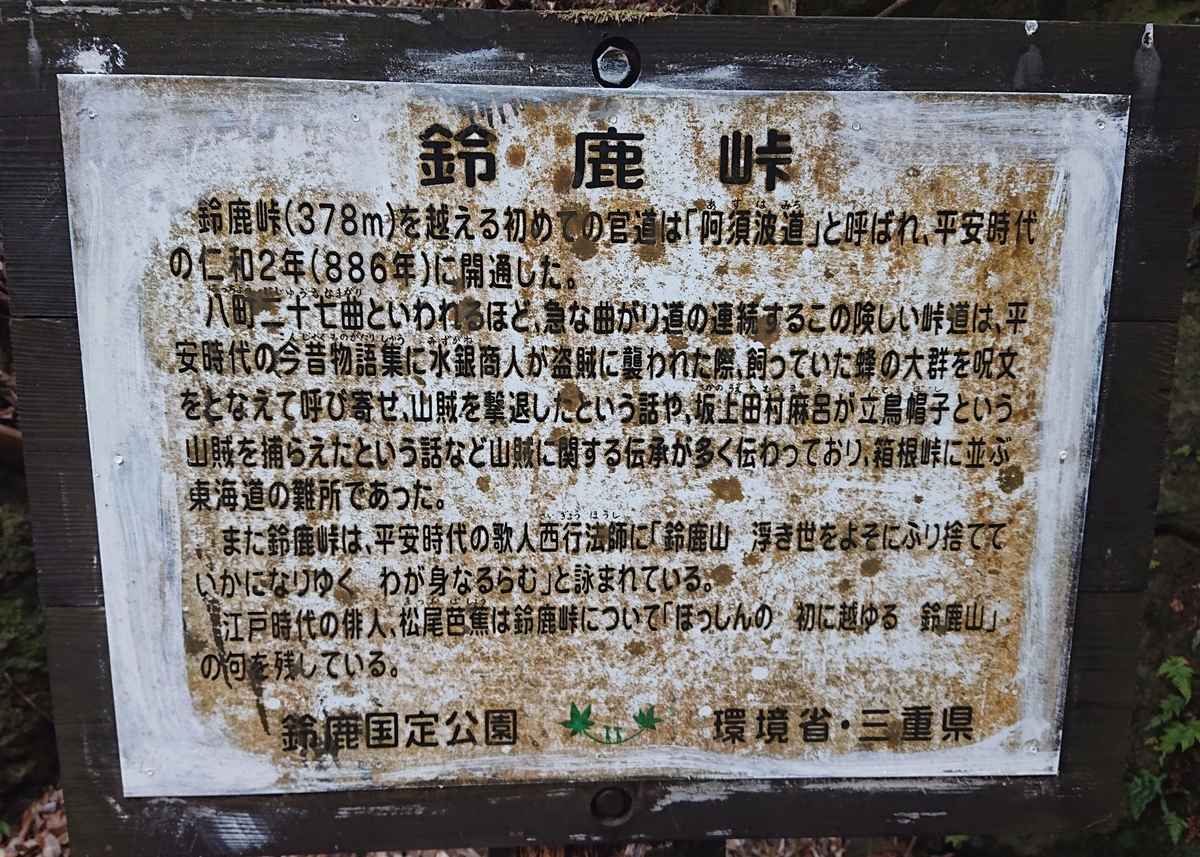 鈴鹿峠
鈴鹿峠(378m)を越える初めての官道は「阿須波道」と呼ばれ、平安時代
の仁和2年(886年)に開通した。
八町二十七曲といわれるほど、急な曲がり道の連続するこの険しい峠道は、平
安時代の今昔物語集に水銀商人が盗賊に襲われた際、飼っていた蜂の大群を呪文
をとなえて呼び寄せ、山賊を撃退したという話や、坂上田村麻呂が立烏帽子という
山賊を捕らえたという話など山賊に関する伝承が多く伝わっており、箱根峠に並ぶ
東海道の難所であった。
また鈴鹿峠は、平安時代の歌人西行法師に「鈴鹿山 浮き世をよそにふり捨てて
いかになりゆく わが身なるらむ」と詠まれている。
江戸時代の俳人、松尾芭蕉は鈴鹿峠について「ほっしんの 初に越ゆる 鈴鹿山」
の句を残している。
鈴鹿国定公園 環境省・三重県